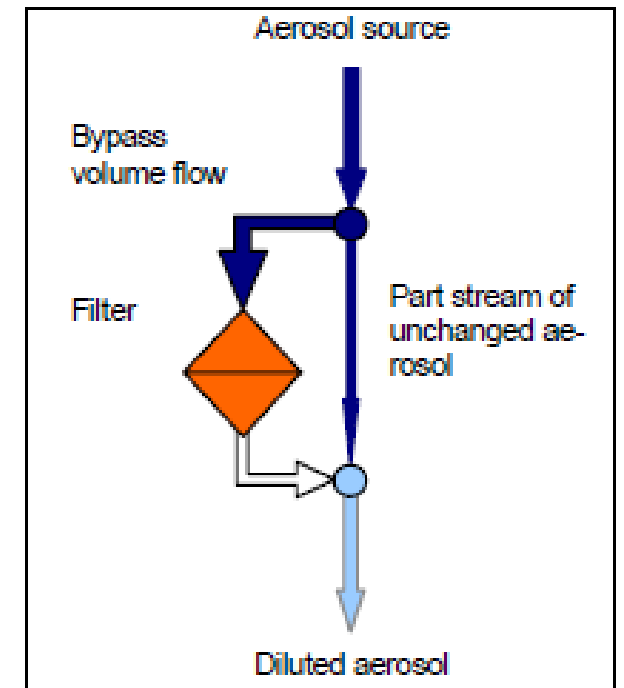 Aerosol source
Bypass
volume flow
Filter
Part stream of
unchanged ae-
rosol
Diluted aerosol